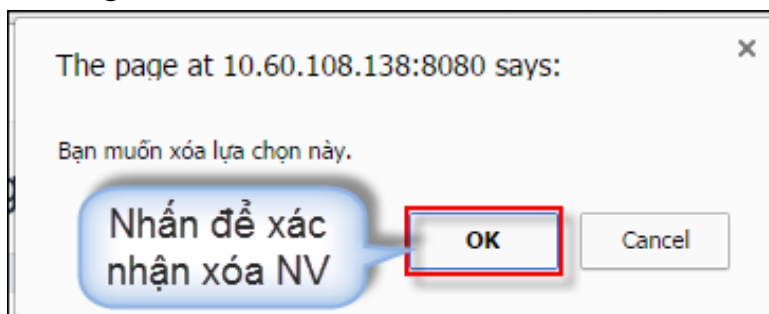 The page at 10.60.108.138:8080 says:
Bạn muốn xóa lựa chọn này.
Nhấn để xác
nhận xóa NV
OK
Cancel